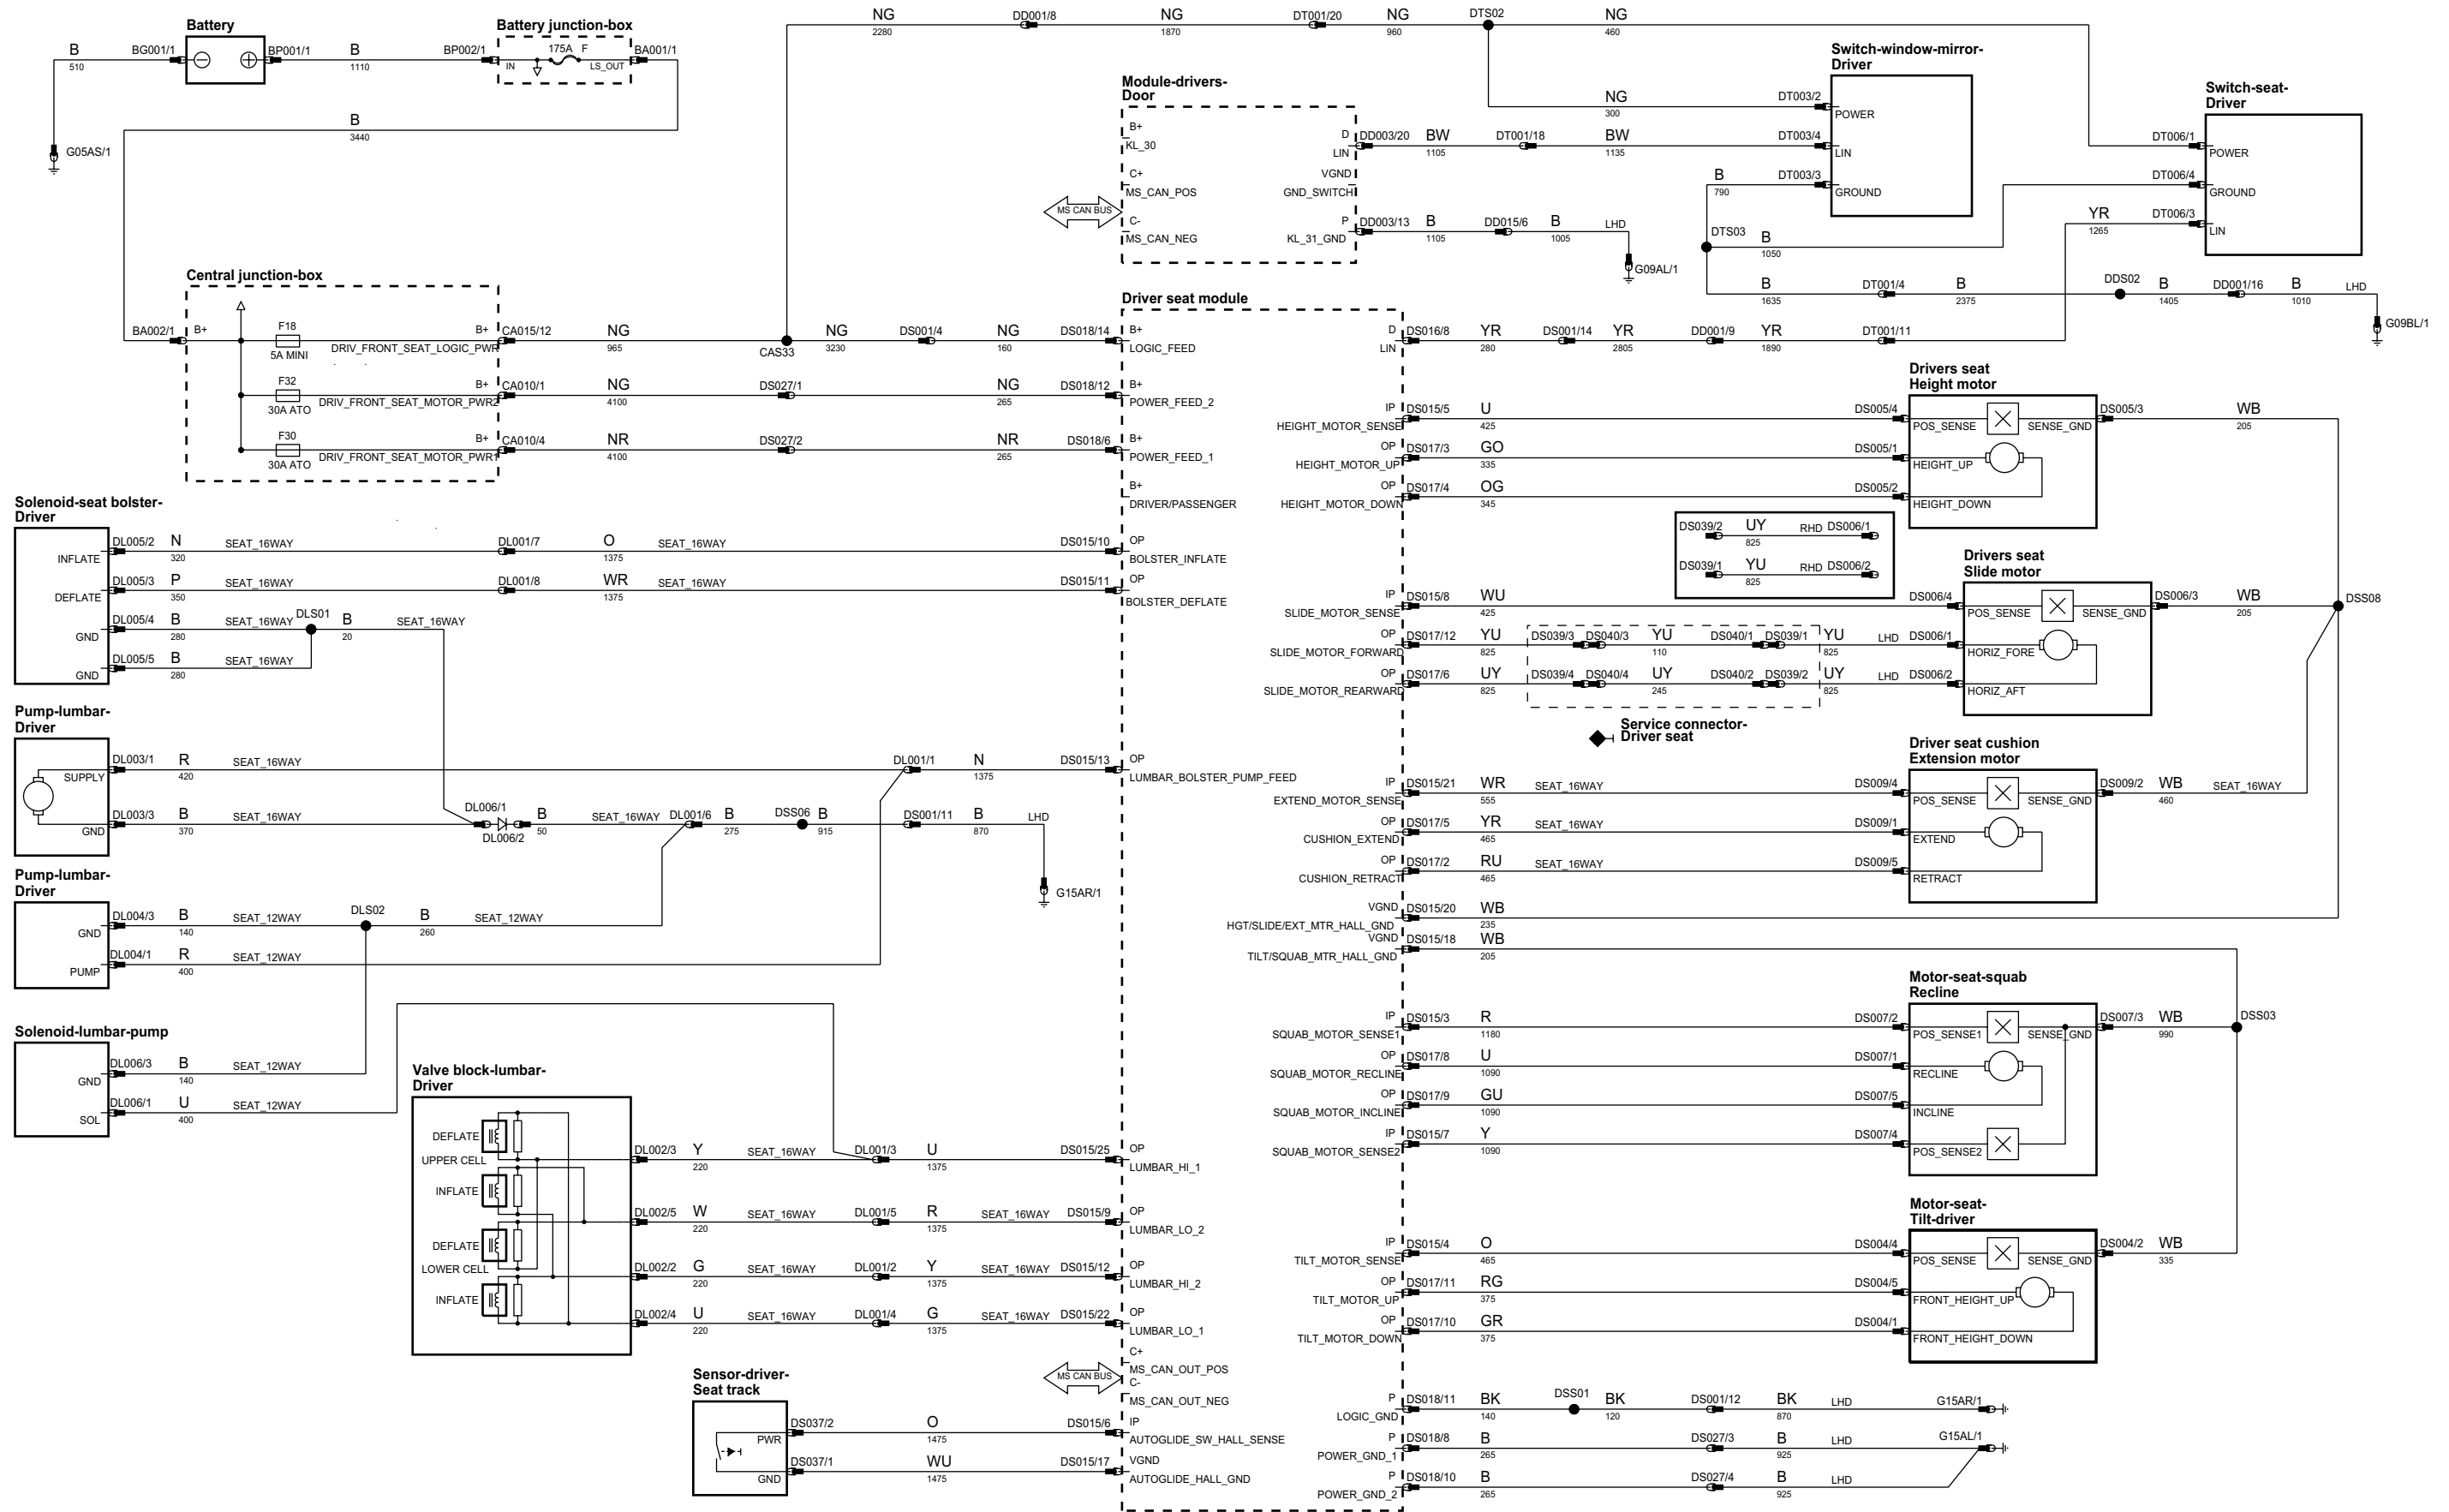 NG DD001/8 NG DT001/20 NG DTS02 NG
2280 1870 960 460
Battery
Battery junction-box
B BG001/1 BP001/1 B BP002/1 175A F BA001/1
510 1110 IN LS_OUT
B
3440
G05AS/1
Switch-window-mirror-
Driver
NG DT003/2
300
POWER
BW DT001/18 BW DT003/4
1105 1135
LIN
B DT003/3
790
GROUND
Switch-seat-
Driver
DT006/1
POWER
DT006/4
GROUND
YR DT006/3
1265
LIN
DTS03 B
1050
B DT001/4 B DDS02 B DD001/16 B LHD
1635 2375 1405 1010
G09BL/1
Module-drivers-
Door
B+
KL_30
D DD003/20
LIN
C+ VGND
MS_CAN_POS GND_SWITCH
MS CAN BUS
C- P DD003/13 B DD015/6 B LHD
MS_CAN_NEG KL_31_GND 1105 1005
G09AL/1
Central junction-box
BA002/1 B+ F18 B+ CA015/12 NG NG DS001/4 NG DS018/14
5A MINI DRIV_FRONT_SEAT_LOGIC_PWR 965 CAS33 3230 160
F32 B+ CA010/1 NG DS027/1 NG DS018/12
30A ATO DRIV_FRONT_SEAT_MOTOR_PWR2 4100 265
F30 B+ CA010/4 NR DS027/2 NR DS018/6
30A ATO DRIV_FRONT_SEAT_MOTOR_PWR1 4100 265
Driver seat module
B+
LOGIC_FEED
B+
POWER_FEED_2
B+
POWER_FEED_1
B+
DRIVER/PASSENGER
D DS016/8 YR DS001/14 YR DD001/9 YR DT001/11
LIN 280 2805 1890
Drivers seat
Height motor
IP DS015/5 U DS005/4 DS005/3 WB
HEIGHT_MOTOR_SENSE 425 POS_SENSE SENSE_GND 205
OP DS017/3 GO DS005/1
HEIGHT_MOTOR_UP 335 HEIGHT_UP
OP DS017/4 OG DS005/2
HEIGHT_MOTOR_DOWN 345 HEIGHT_DOWN
DS039/2 UY RHD DS006/1
825
DS039/1 YU RHD DS006/2
825
Drivers seat
Slide motor
IP DS015/8 WU DS006/4 DS006/3 WB DSS08
SLIDE_MOTOR_SENSE 425 POS_SENSE SENSE_GND 205
OP DS017/12 YU DS039/3 DS040/3 YU DS040/1 DS039/1 YU LHD DS006/1
SLIDE_MOTOR_FORWARD 825 110 825 HORIZ_FORE
OP DS017/6 UY DS039/4 DS040/4 UY DS040/2 DS039/2 UY LHD DS006/2
SLIDE_MOTOR_REARWARD 825 245 825 HORIZ_AFT
Service connector-
Driver seat
Driver seat cushion
Extension motor
IP DS015/21 WR SEAT_16WAY DS009/4 DS009/2 WB SEAT_16WAY
EXTEND_MOTOR_SENSE 555 POS_SENSE SENSE_GND 460
OP DS017/5 YR SEAT_16WAY DS009/1
CUSHION_EXTEND 465 EXTEND
OP DS017/2 RU SEAT_16WAY DS009/5
CUSHION_RETRACT 465 RETRACT
VGND DS015/20 WB
HGT/SLIDE/EXT_MTR_HALL_GND 235
VGND DS015/18 WB
TILT/SQUAB_MTR_HALL_GND 205
Motor-seat-squab
Recline
IP DS015/3 R DS007/2 DS007/3 WB DSS03
SQUAB_MOTOR_SENSE1 1180 POS_SENSE1 SENSE_GND 990
OP DS017/8 U DS007/1
SQUAB_MOTOR_RECLINE 1090 RECLINE
OP DS017/9 GU DS007/5
SQUAB_MOTOR_INCLINE 1090 INCLINE
IP DS015/7 Y DS007/4
SQUAB_MOTOR_SENSE2 1090 POS_SENSE2
Motor-seat-
Tilt-driver
IP DS015/4 O DS004/4 DS004/2 WB
TILT_MOTOR_SENSE 465 POS_SENSE SENSE_GND 335
OP DS017/11 RG DS004/5
TILT_MOTOR_UP 375 FRONT_HEIGHT_UP
OP DS017/10 GR DS004/1
TILT_MOTOR_DOWN 375 FRONT_HEIGHT_DOWN
P DS018/11 BK DSS01 BK DS001/12 BK LHD G15AR/1
LOGIC_GND 140 120 870
P DS018/8 B DS027/3 B LHD G15AL/1
POWER_GND_1 265 925
P DS018/10 B DS027/4 B LHD
POWER_GND_2 265 925
Solenoid-seat bolster-
Driver
INFLATE DL005/2 N SEAT_16WAY DL001/7 O SEAT_16WAY DS015/10 OP
320 1375 BOLSTER_INFLATE
DEFLATE DL005/3 P SEAT_16WAY DL001/8 WR SEAT_16WAY DS015/11 OP
350 1375 BOLSTER_DEFLATE
GND DL005/4 B SEAT_16WAY DLS01 B SEAT_16WAY
280 20
GND DL005/5 B SEAT_16WAY
280
Pump-lumbar-
Driver
SUPPLY DL003/1 R SEAT_16WAY DL001/1 N DS015/13 OP
420 1375 LUMBAR_BOLSTER_PUMP_FEED
GND DL003/3 B SEAT_16WAY DL006/1 DL006/2 B SEAT_16WAY DL001/6 B DSS06 B DS001/11 B LHD
370 50 275 915 870
G15AR/1
Pump-lumbar-
Driver
GND DL004/3 B SEAT_12WAY DLS02 B SEAT_12WAY
140 260
PUMP DL004/1 R SEAT_12WAY
400
Solenoid-lumbar-pump
GND DL006/3 B SEAT_12WAY
140
SOL DL006/1 U SEAT_12WAY
400
Valve block-lumbar-
Driver
DEFLATE
UPPER CELL
INFLATE
DEFLATE
LOWER CELL
INFLATE
DL002/3 Y SEAT_16WAY DL001/3 U DS015/25 OP
220 1375 LUMBAR_HI_1
DL002/5 W SEAT_16WAY DL001/5 R SEAT_16WAY DS015/9 OP
220 1375 LUMBAR_LO_2
DL002/2 G SEAT_16WAY DL001/2 Y SEAT_16WAY DS015/12 OP
220 1375 LUMBAR_HI_2
DL002/4 U SEAT_16WAY DL001/4 G SEAT_16WAY DS015/22 OP
220 1375 LUMBAR_LO_1
C+
MS_CAN_OUT_POS
MS CAN BUS
C-
MS_CAN_OUT_NEG
Sensor-driver-
Seat track
PWR DS037/2 O DS015/6 IP
1475 AUTOGLIDE_SW_HALL_SENSE
GND DS037/1 WU DS015/17 VGND
1475 AUTOGLIDE_HALL_GND